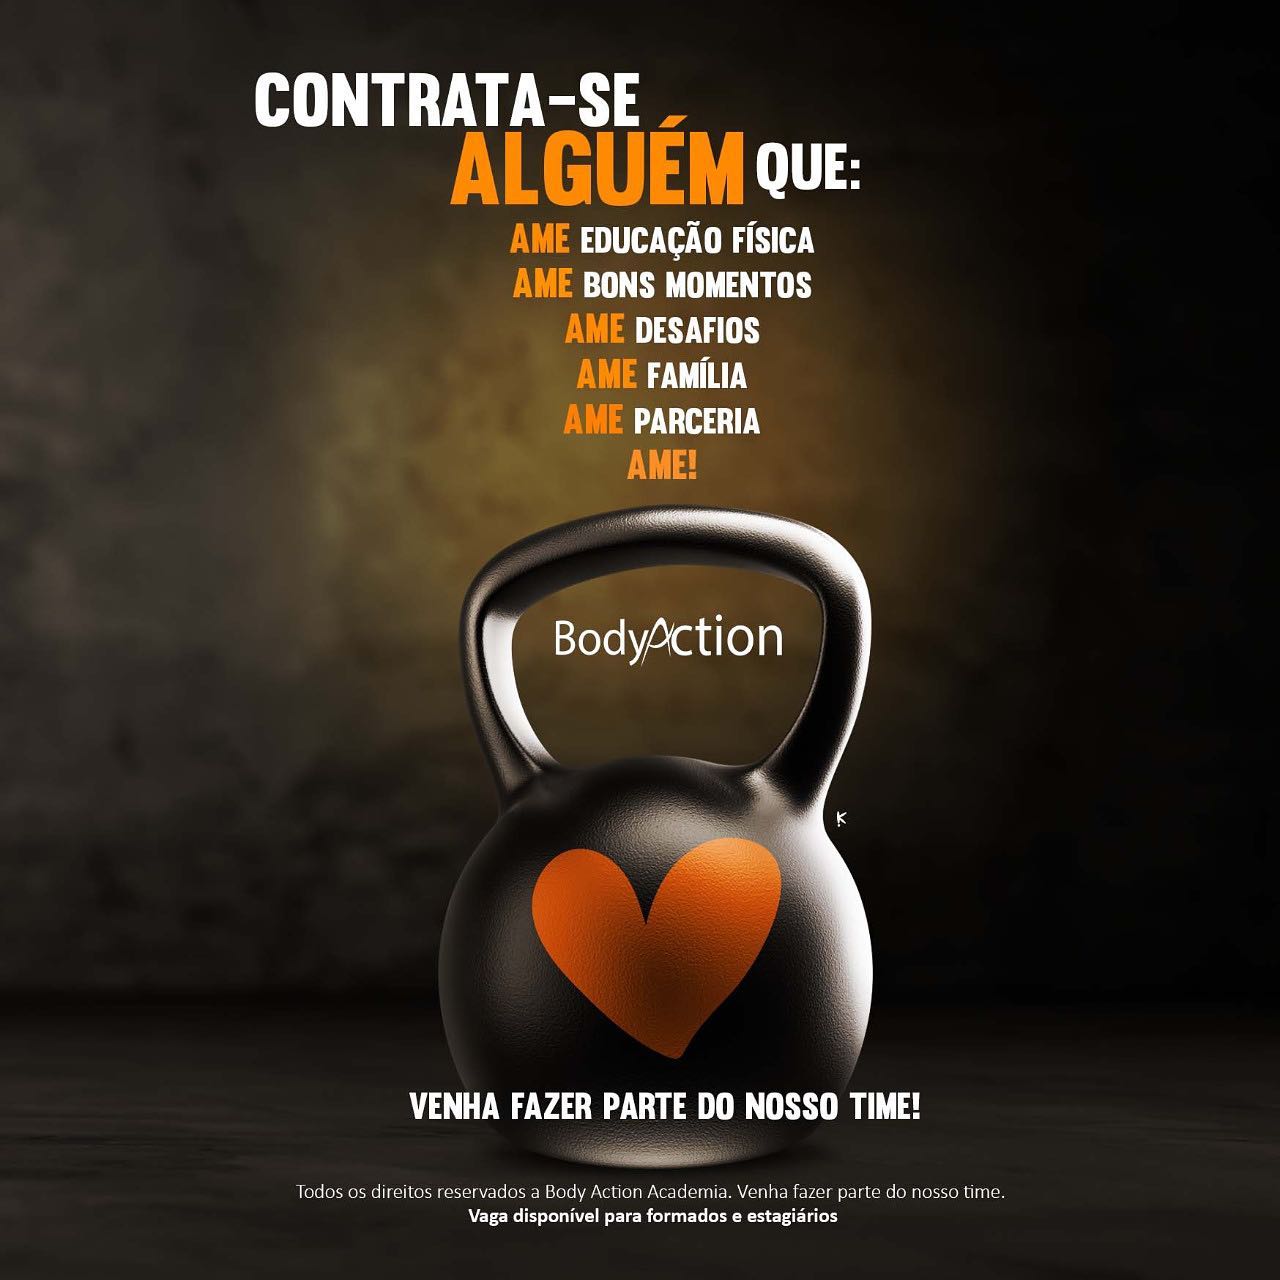 CONTRATA-SE
ALGUÉM QUE:
AME EDUCAÇÃO FÍSICA
AME BONS MOMENTOS
AME DESAFIOS
AME FAMÍLIA
AME PARCERIA
AME!
BodyAction
K
VENHA FAZER PARTE DO NOSSO TIME!
Todos os direitos reservados a Body Action Academia. Venha fazer parte do nosso time.
Vaga disponível para formados e estagiários